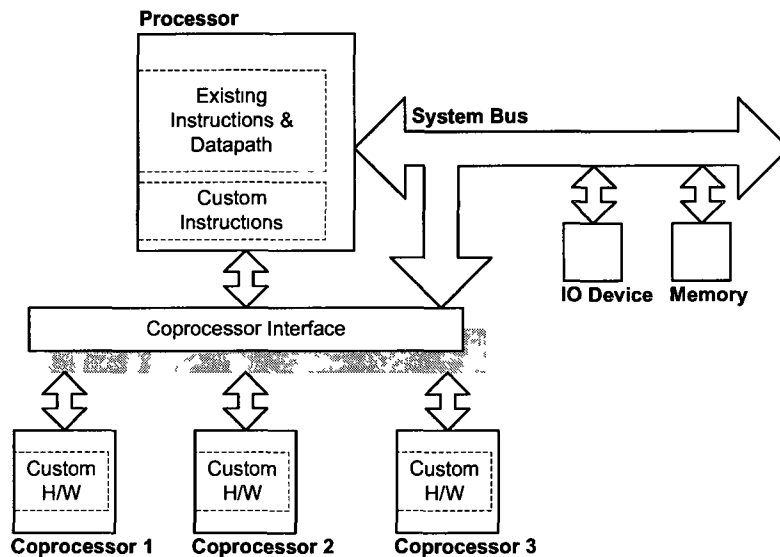 Processor
Existing
Instructions &
Datapath
Custom
Instructions
System Bus
IO Device
Memory
Coprocessor Interface
Custom
H/W
Coprocessor 1
Custom
H/W
Coprocessor 2
Custom
H/W
Coprocessor 3